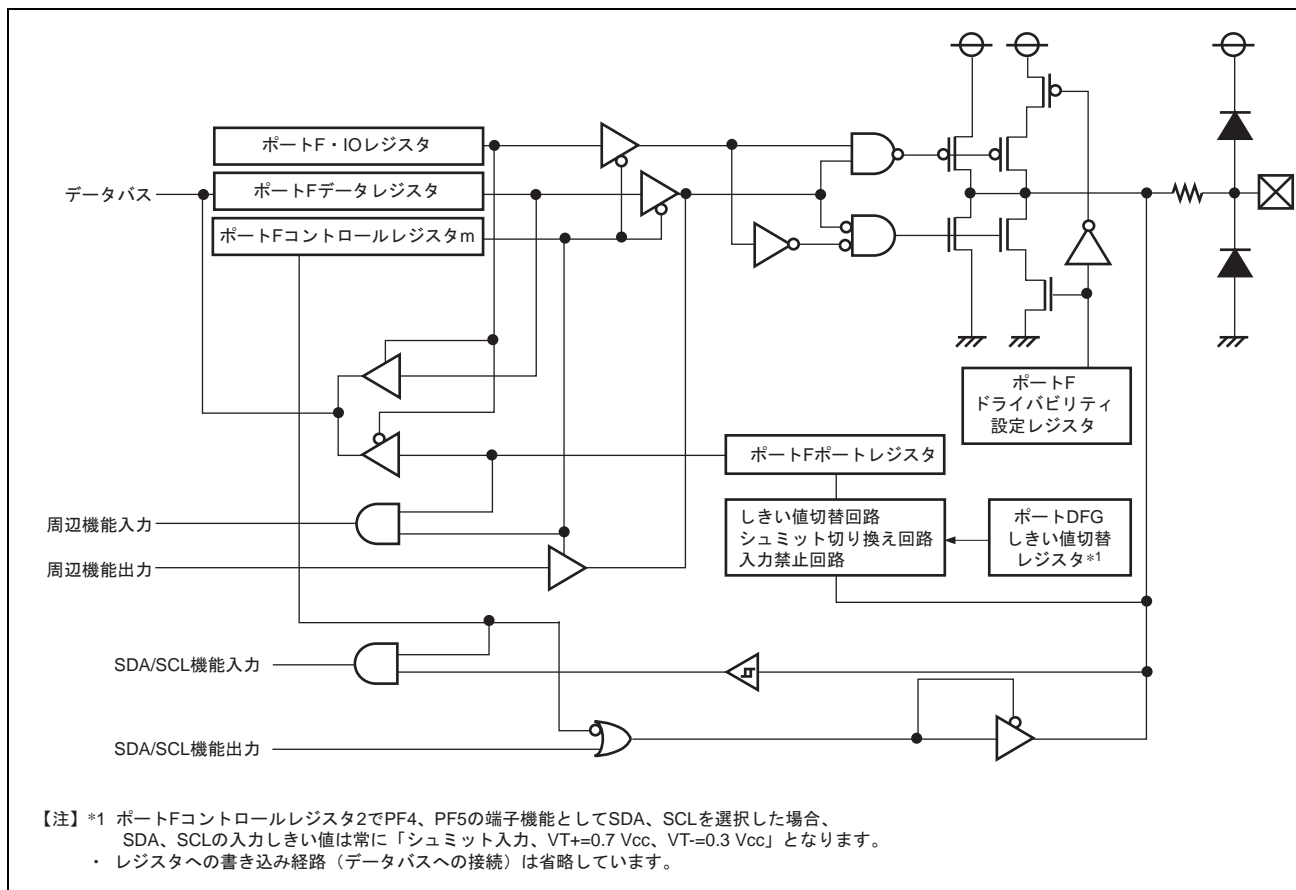 ポートF・IOレジスタ
データバス
ポートFデータレジスタ
ポートFコントロールレジスタm
ポートF
ドライバビリティ
設定レジスタ
ポートFポートレジスタ
しきい値切替回路
シュミット切り換え回路
入力禁止回路
ポートDFG
しきい値切替
レジスタ*1
周辺機能入力
周辺機能出力
SDA/SCL機能入力
SDA/SCL機能出力
【注】*1 ポートFコントロールレジスタ2でPF4、PF5の端子機能としてSDA、SCLを選択した場合、
SDA、SCLの入力しきい値は常に「シュミット入力、VT+=0.7 Vcc、VT-=0.3 Vcc」となります。
・ レジスタへの書き込み経路（データバスへの接続）は省略しています。